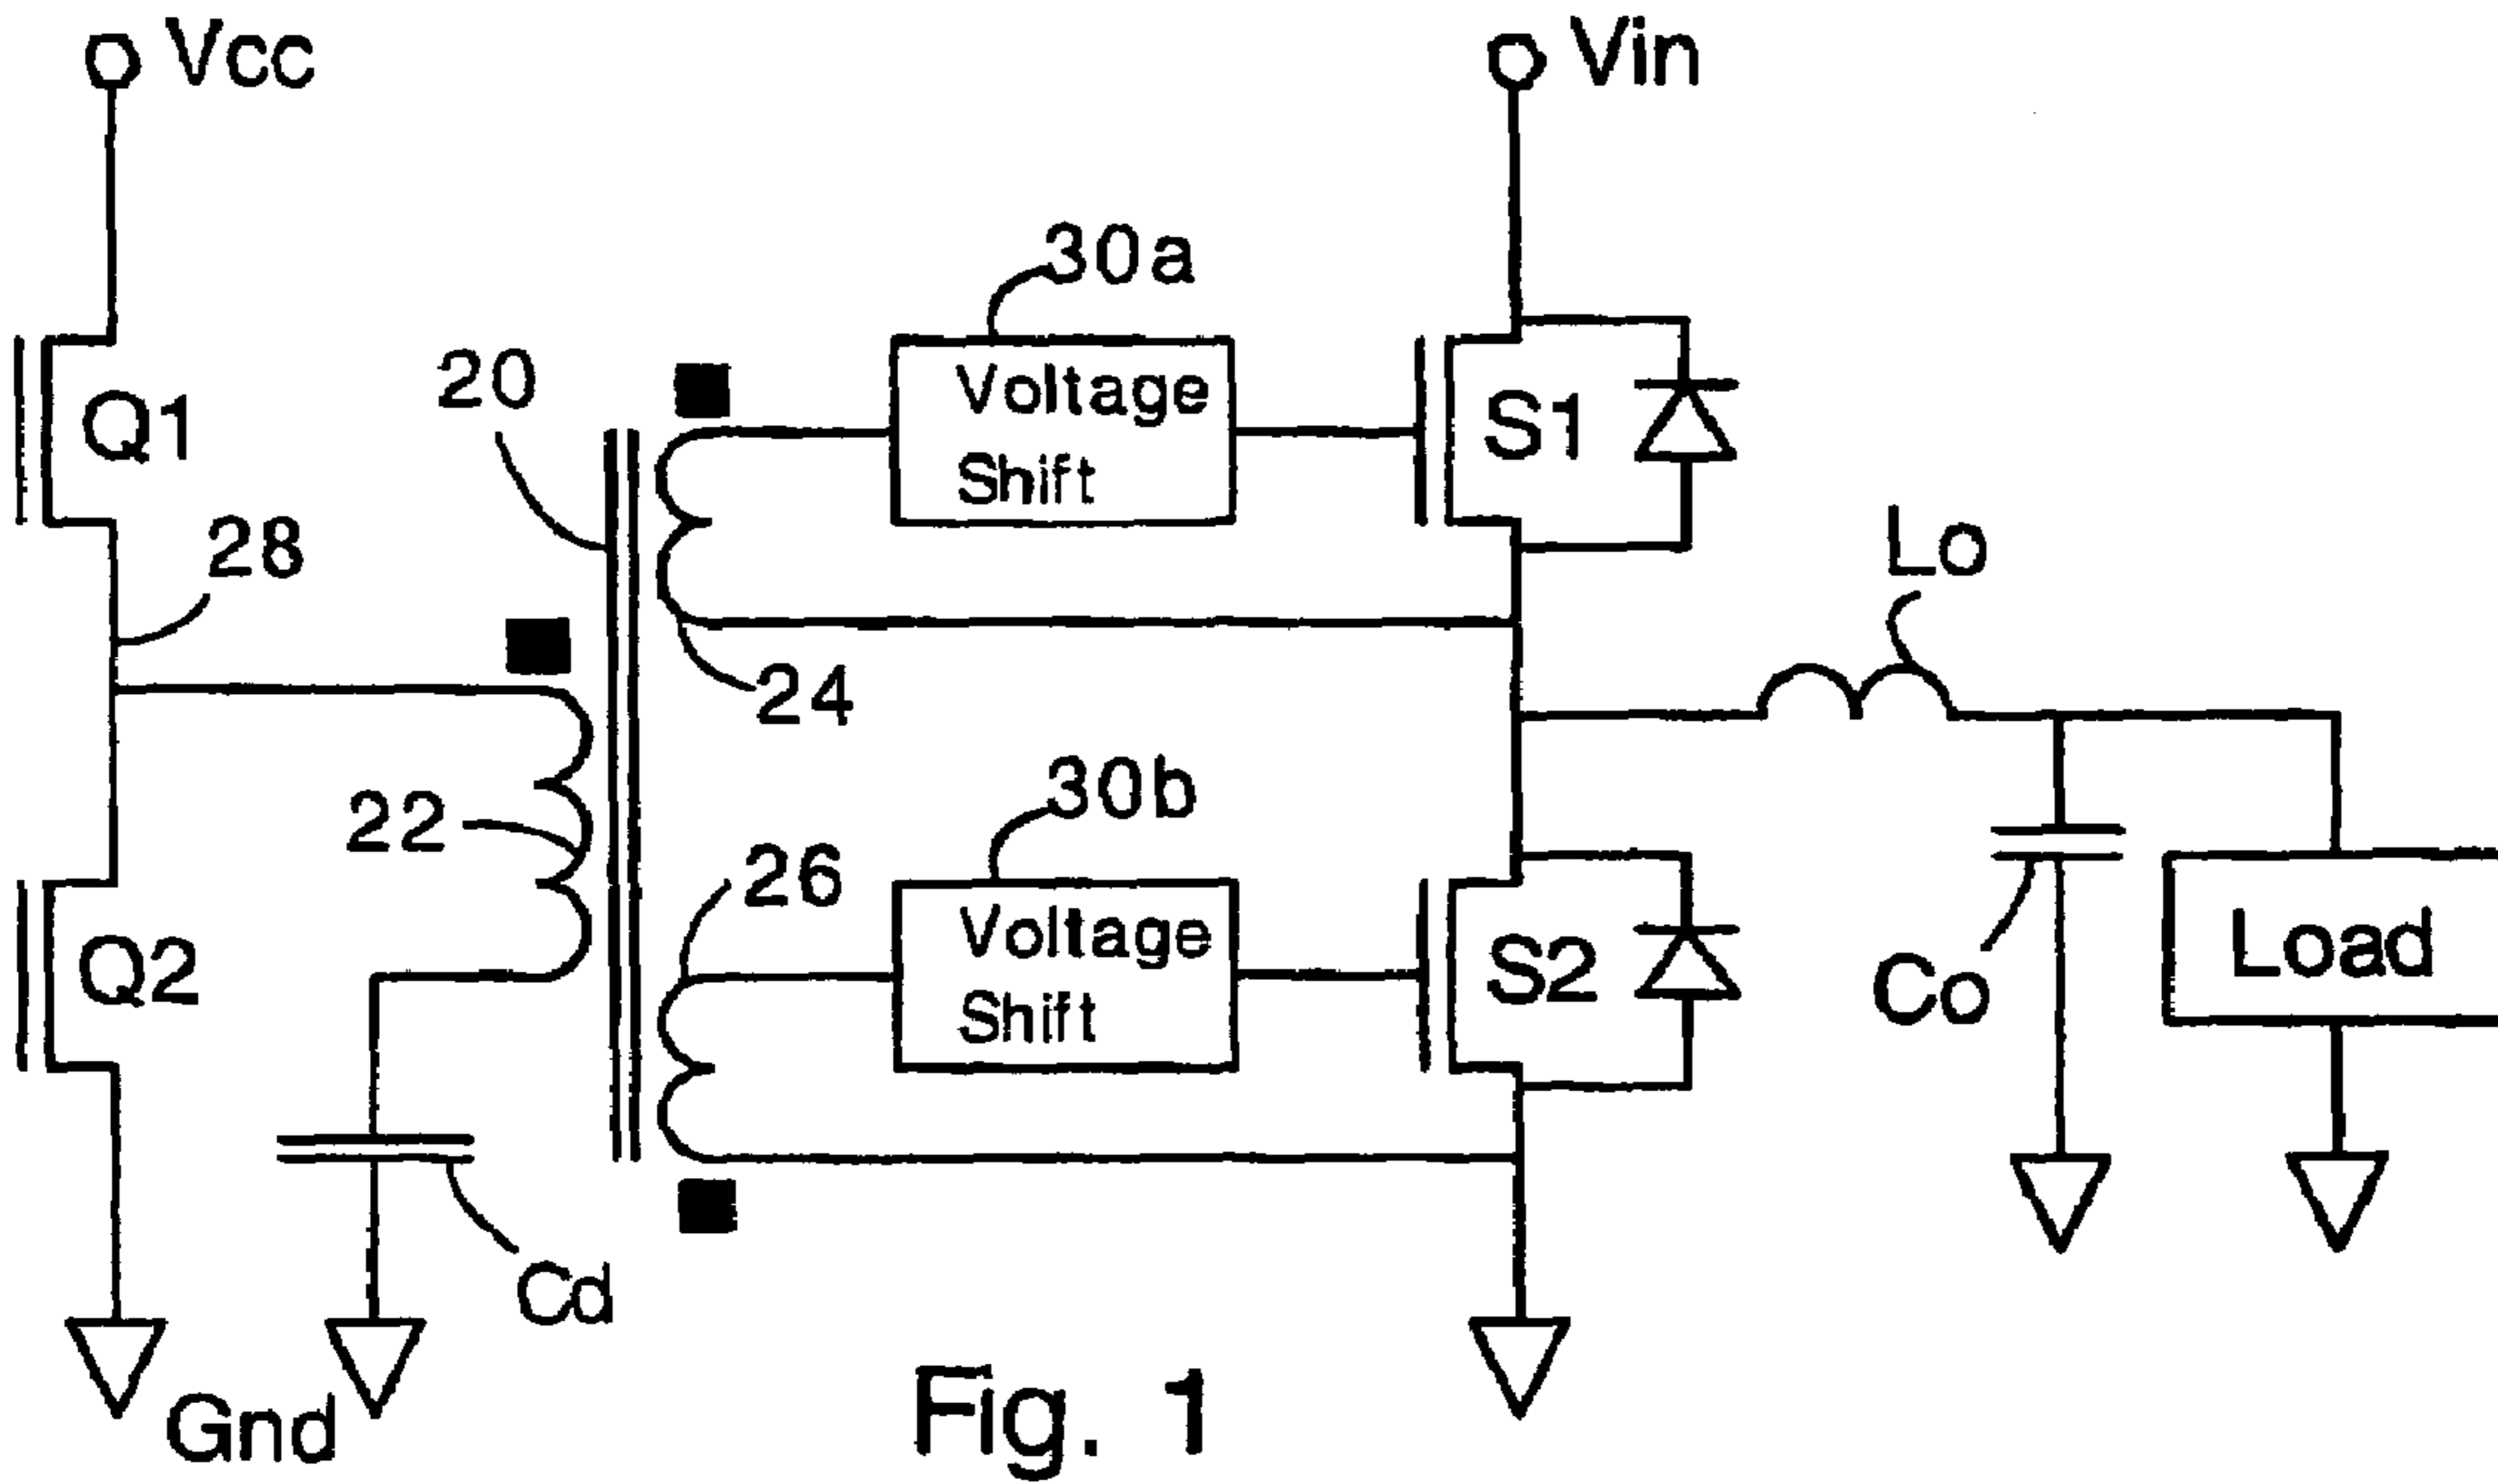 Vcc
Vin
30a
20
Voltage
Shift
Q1
S1
28
Lo
24
30b
22
26
Voltage
Shift
Q2
S2
Co
Load
Cd
Gnd
Fig. 1